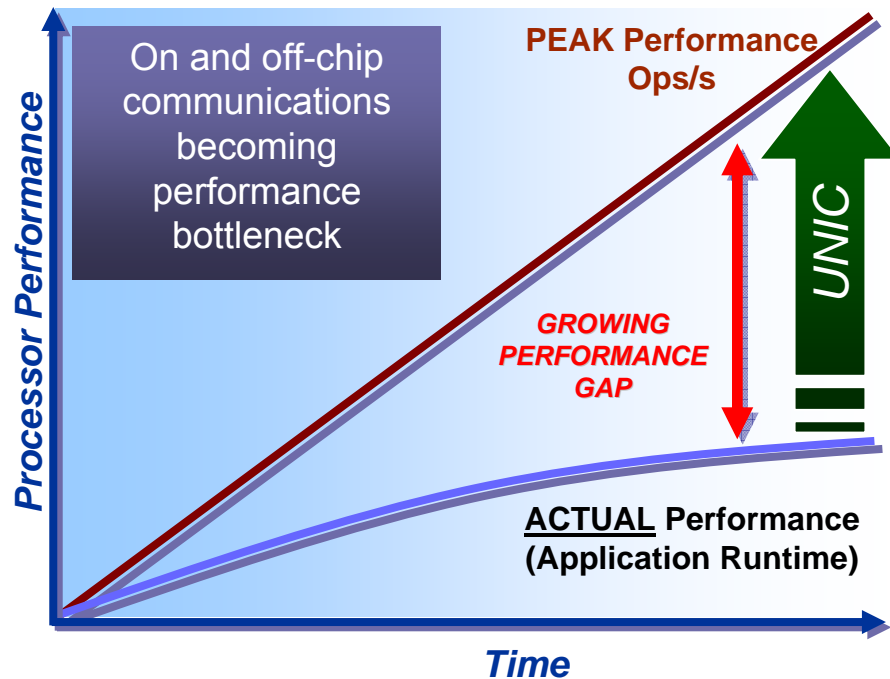 On and off-chip
communications
becoming
performance
bottleneck
PEAK Performance
Ops/s
UNIC
GROWING
PERFORMANCE
GAP
ACTUAL Performance
(Application Runtime)
Processor Performance
Time